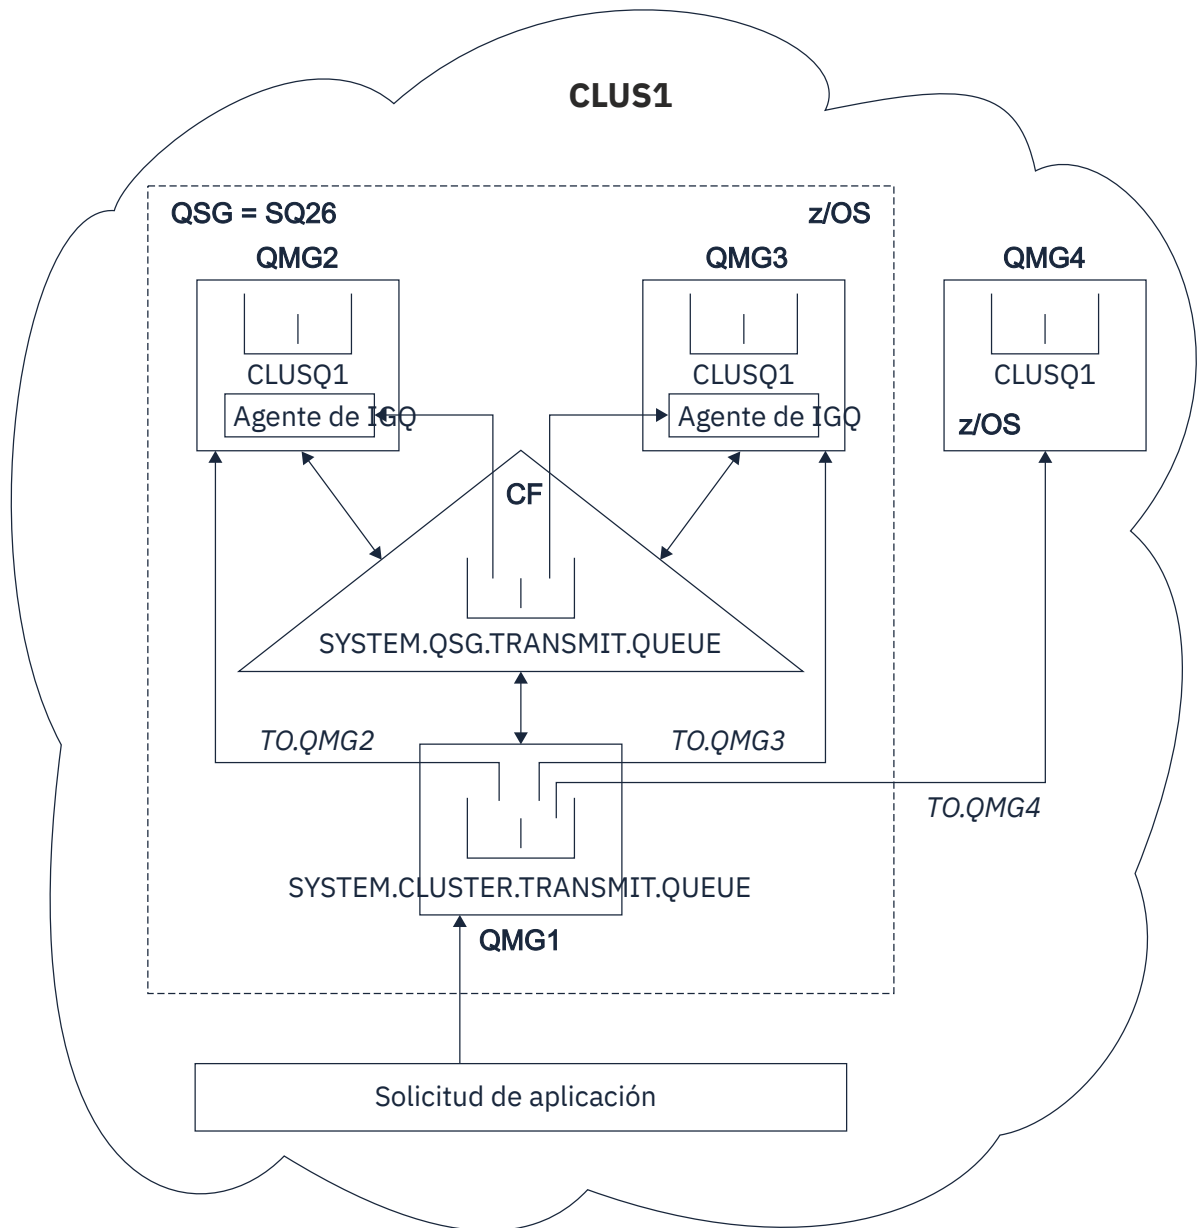 CLUS1
QSG = SQ26
z/OS
QMG2
QMG3
QMG4
CLUSQ1
CLUSQ1
CLUSQ1
Agente de IGQ
Agente de IGQ
z/OS
CF
SYSTEM.QSG.TRANSMIT.QUEUE
TO.QMG2
TO.QMG3
TO.QMG4
SYSTEM.CLUSTER.TRANSMIT.QUEUE
QMG1
Solicitud de aplicación